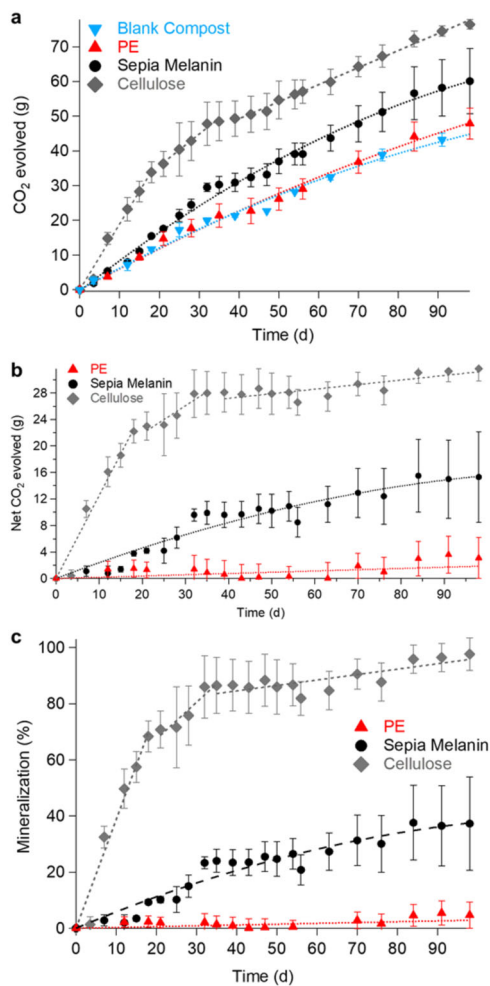 a
Blank Compost
PE
Sepia Melanin
Cellulose
CO₂ evolved (g)
70
60
50
40
30
20
10
0
0 10 20 30 40 50 60 70 80 90
Time (d)
b
PE
Sepia Melanin
Cellulose
Net CO₂ evolved (g)
28
24
20
16
12
8
4
0
0 10 20 30 40 50 60 70 80 90
Time (d)
c
PE
Sepia Melanin
Cellulose
Mineralization (%)
100
80
60
40
20
0
0 10 20 30 40 50 60 70 80 90
Time (d)